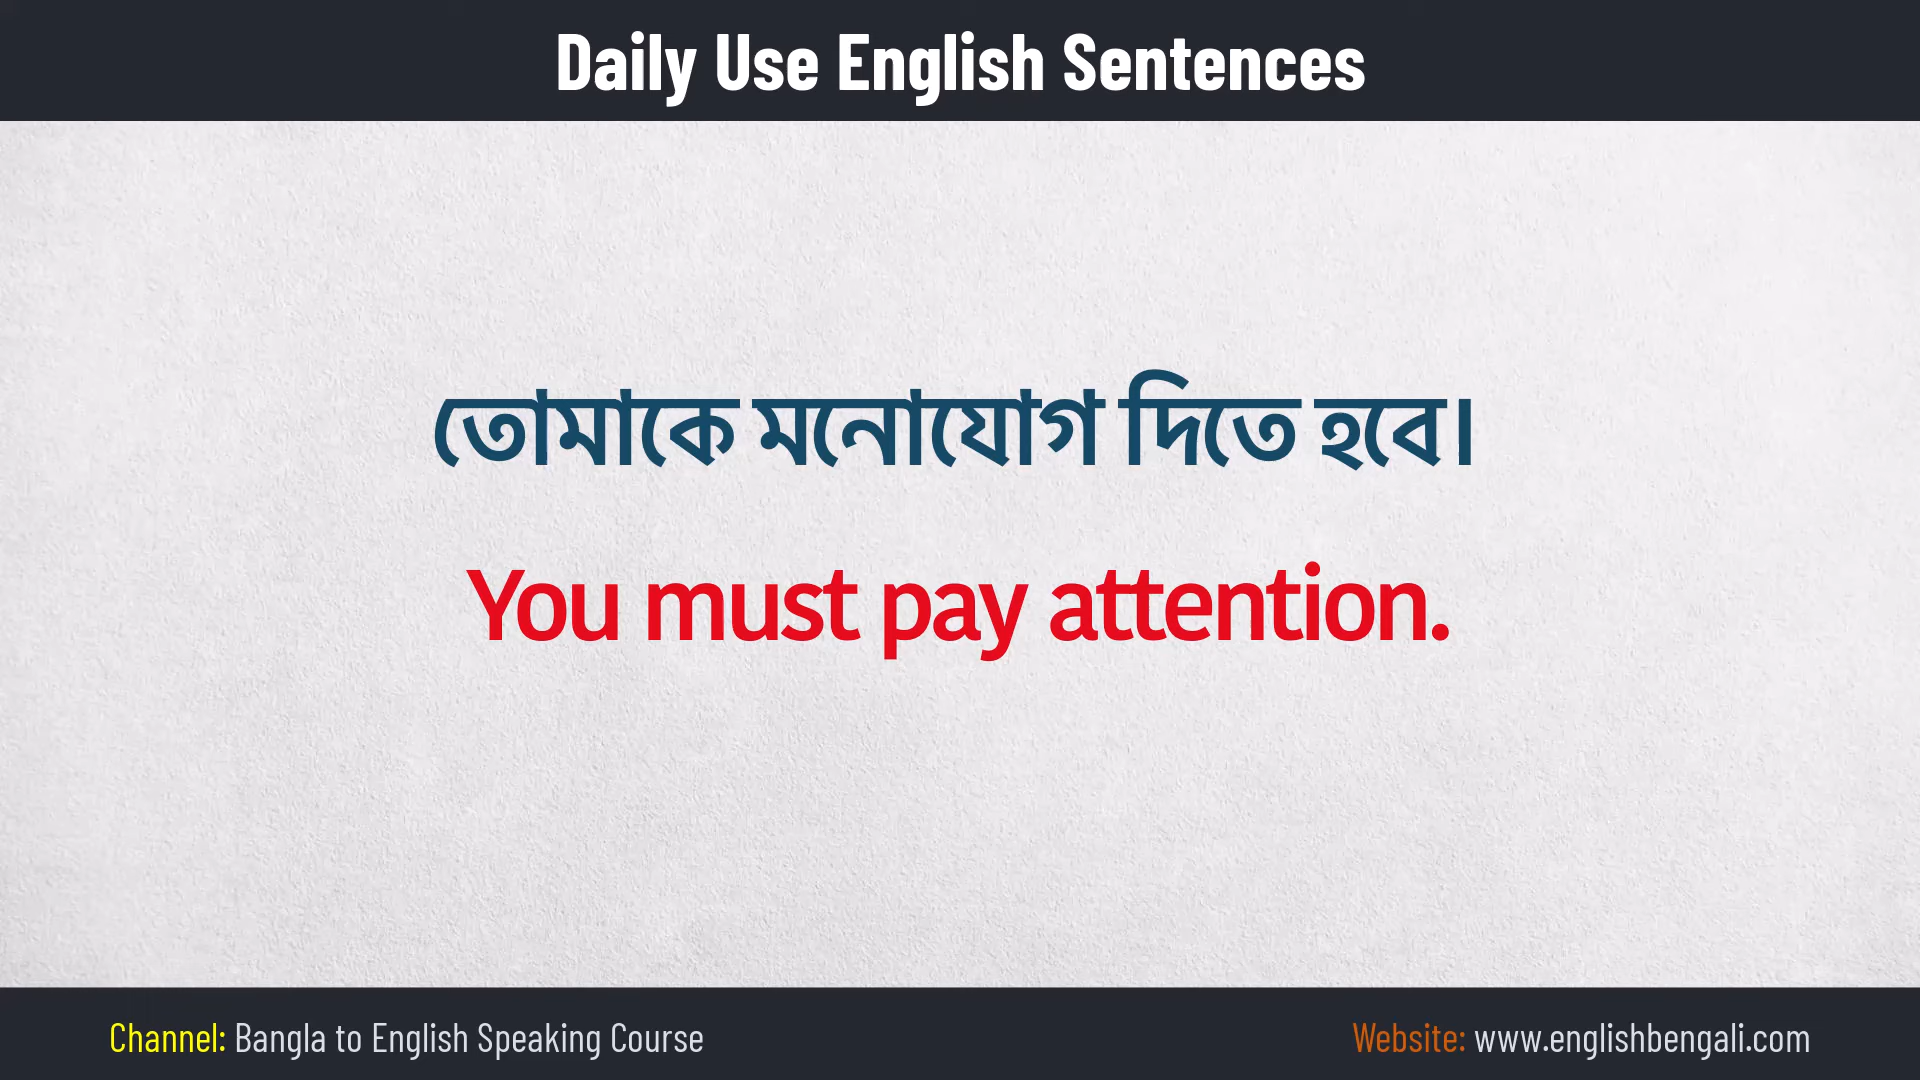 Daily Use English Sentences
তোমাকে মনোযোগ দিতে হবে।
You must pay attention.
Channel: Bangla to English Speaking Course
Website: www.englishbengali.com